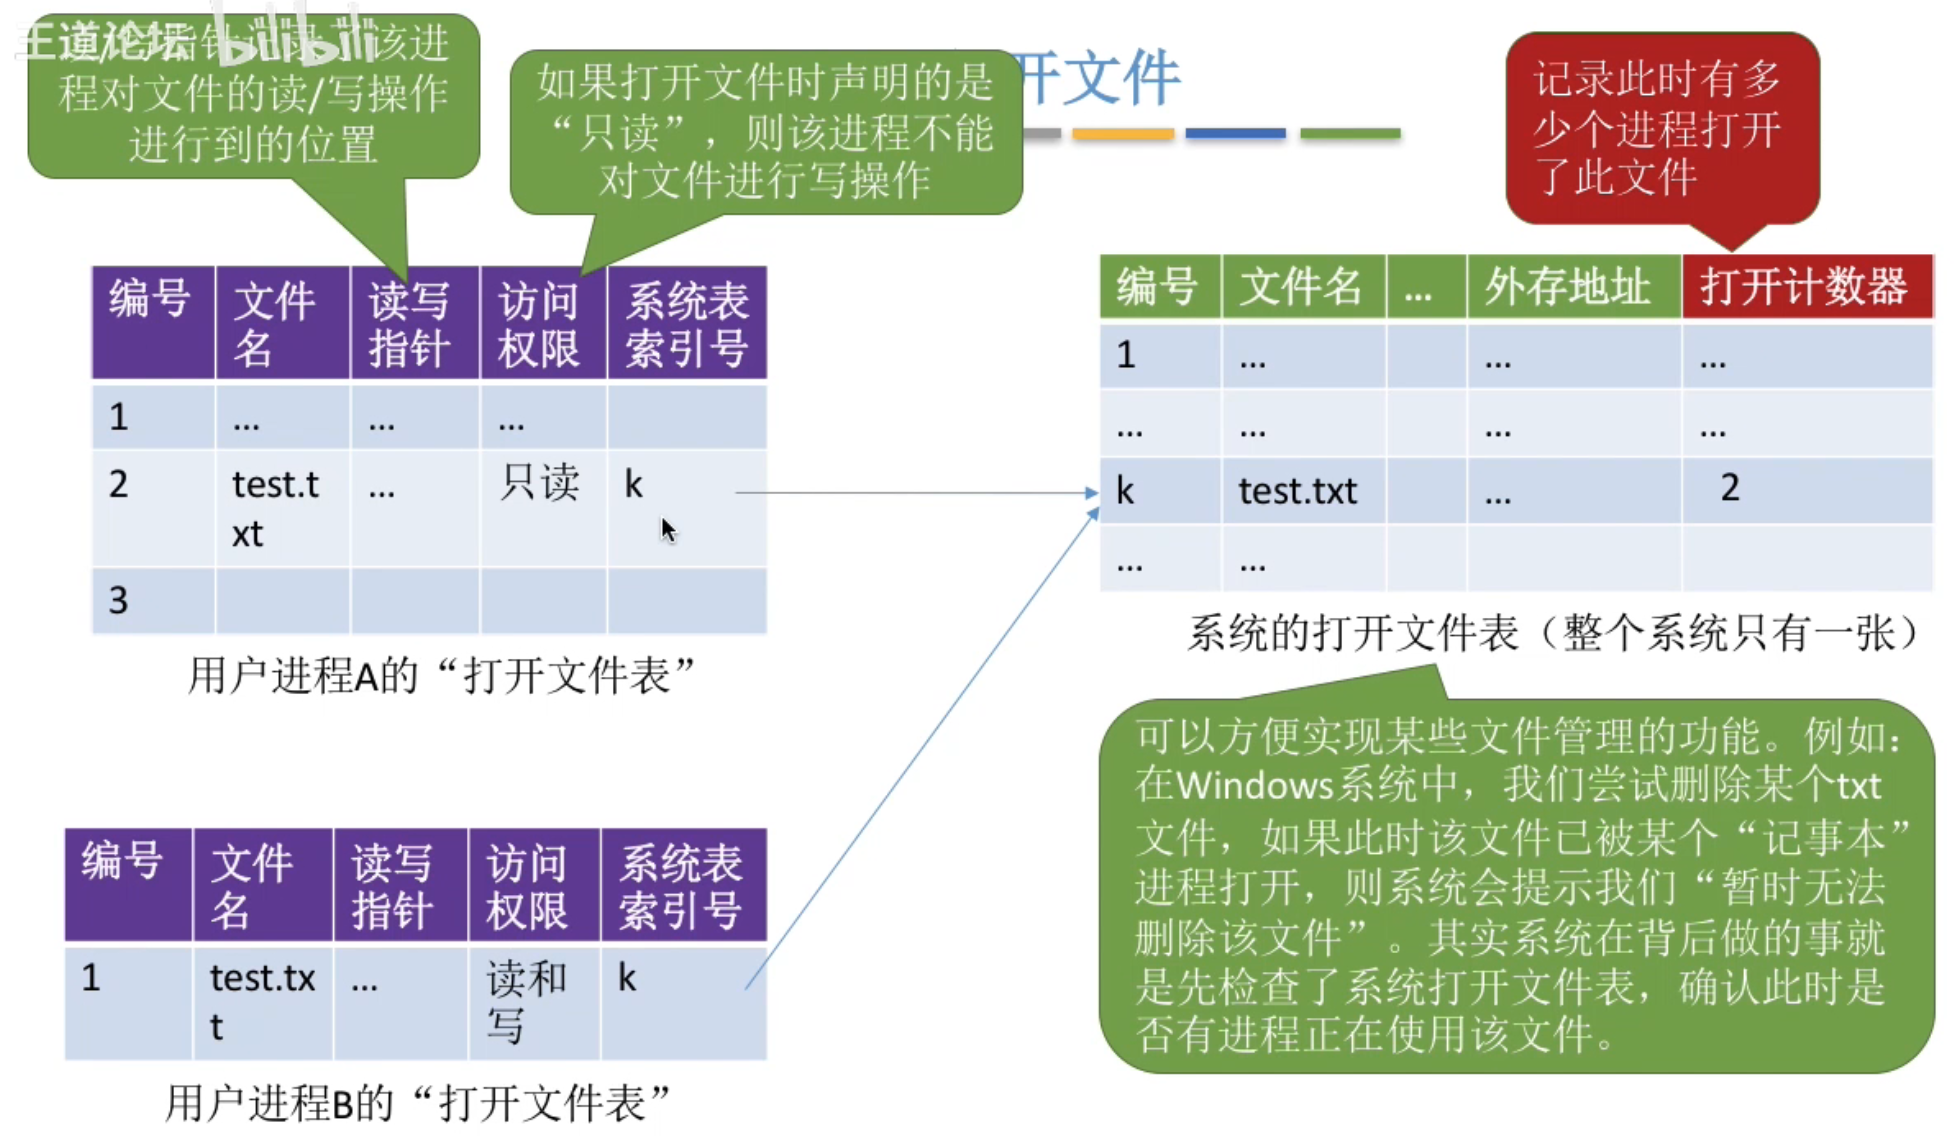 王道论坛 bilibili
读/写指针记录了该进
程对文件的读/写操作
进行到的位置
如果打开文件时声明的是
“只读”，则该进程不能
对文件进行写操作
开文件
记录此时有多
少个进程打开
了此文件
编号 文件名 读写指针 访问权限 系统表索引号
1 … … …
2 test.txt … 只读 k
3
用户进程A的“打开文件表”
编号 文件名 … 外存地址 打开计数器
1 … … …
… … … …
k test.txt … 2
… …
系统的打开文件表（整个系统只有一张）
可以方便实现某些文件管理的功能。例如：
在Windows系统中，我们尝试删除某个txt
文件，如果此时该文件已被某个“记事本”
进程打开，则系统会提示我们“暂时无法
删除该文件”。其实系统在背后做的事就
是先检查了系统打开文件表，确认此时是
否有进程正在使用该文件。
编号 文件名 读写指针 访问权限 系统表索引号
1 test.txt … 读和写 k
用户进程B的“打开文件表”